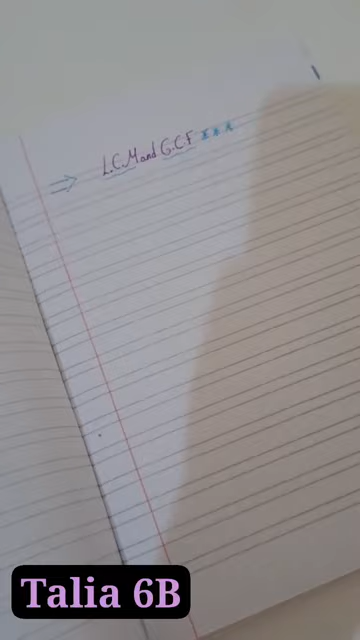 ⇒ L.C.M and G.C.F ***
Talia 6B